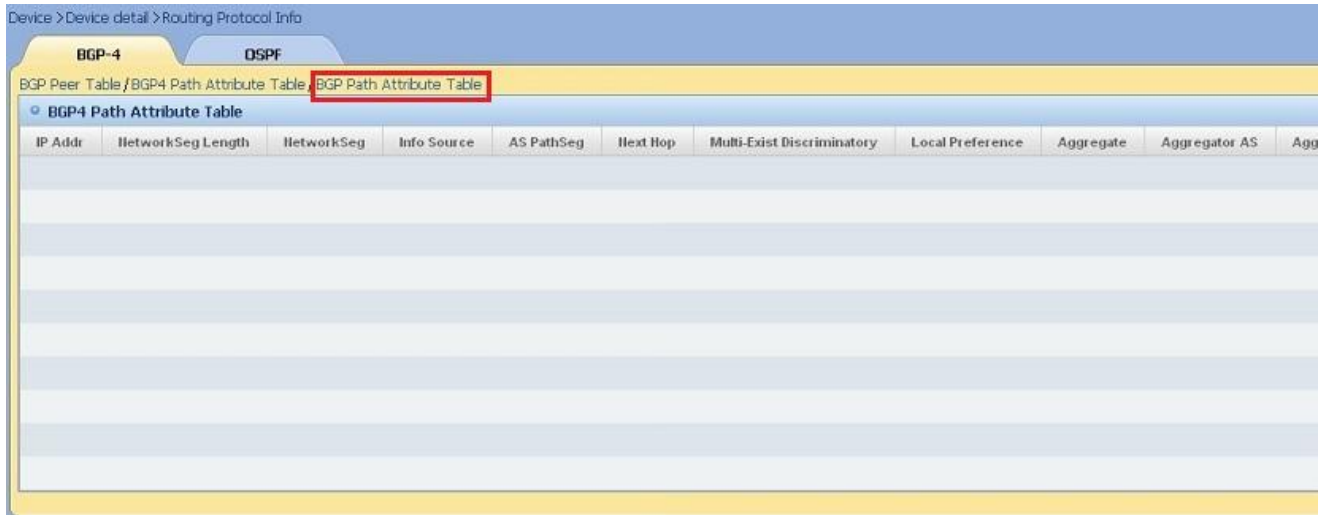 Device >Device detail >Routing Protocol Info
BGP-4 OSPF
BGP Peer Table / BGP4 Path Attribute Table / BGP Path Attribute Table
BGP4 Path Attribute Table
IP Addr NetworkSeg Length NetworkSeg Info Source AS PathSeg Next Hop Multi-Exist Discriminatory Local Preference Aggregate Aggregator AS Agg